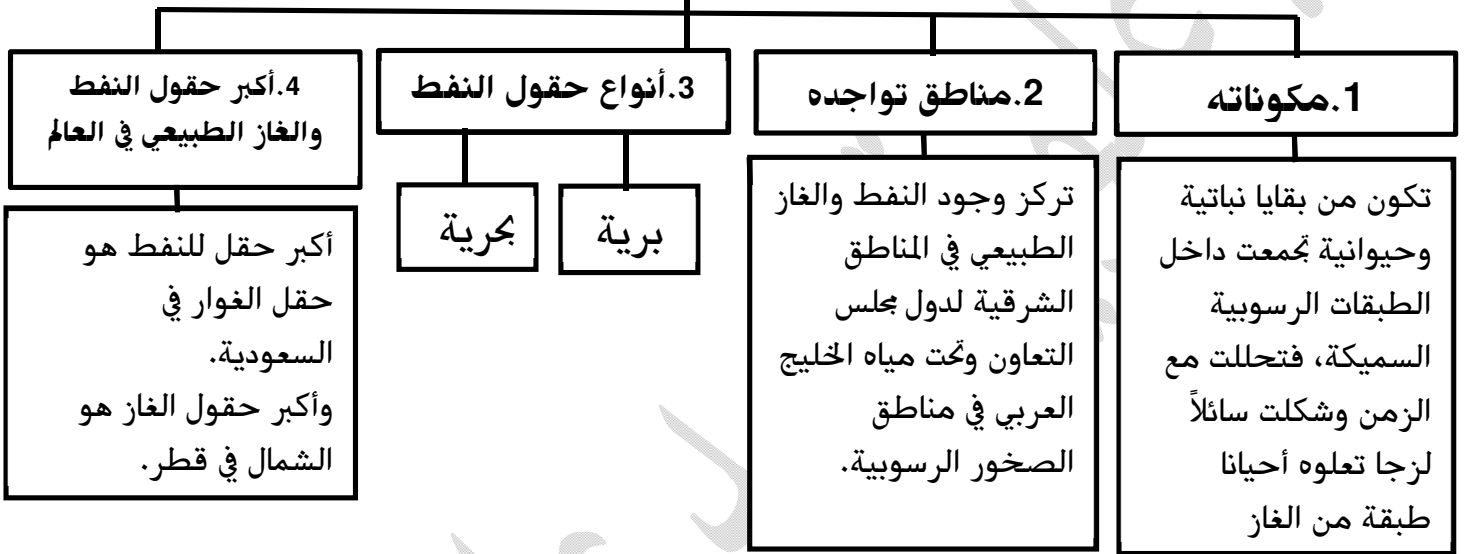 1.مكوناته
تكون من بقايا نباتية
وحيوانية تجمعت داخل
الطبقات الرسوبية
السميكة، فتحللت مع
الزمن وشكلت سائلاً
لزجا تعلوه أحيانا
طبقة من الغاز
2.مناطق تواجده
تركز وجود النفط والغاز
الطبيعي في المناطق
الشرقية لدول مجلس
التعاون وتحت مياه الخليج
العربي في مناطق
الصخور الرسوبية.
3.أنواع حقول النفط
برية
بحرية
4.أكبر حقول النفط
والغاز الطبيعي في العالم
أكبر حقل للنفط هو
حقل الغوار في
السعودية.
وأكبر حقول الغاز هو
الشمال في قطر.